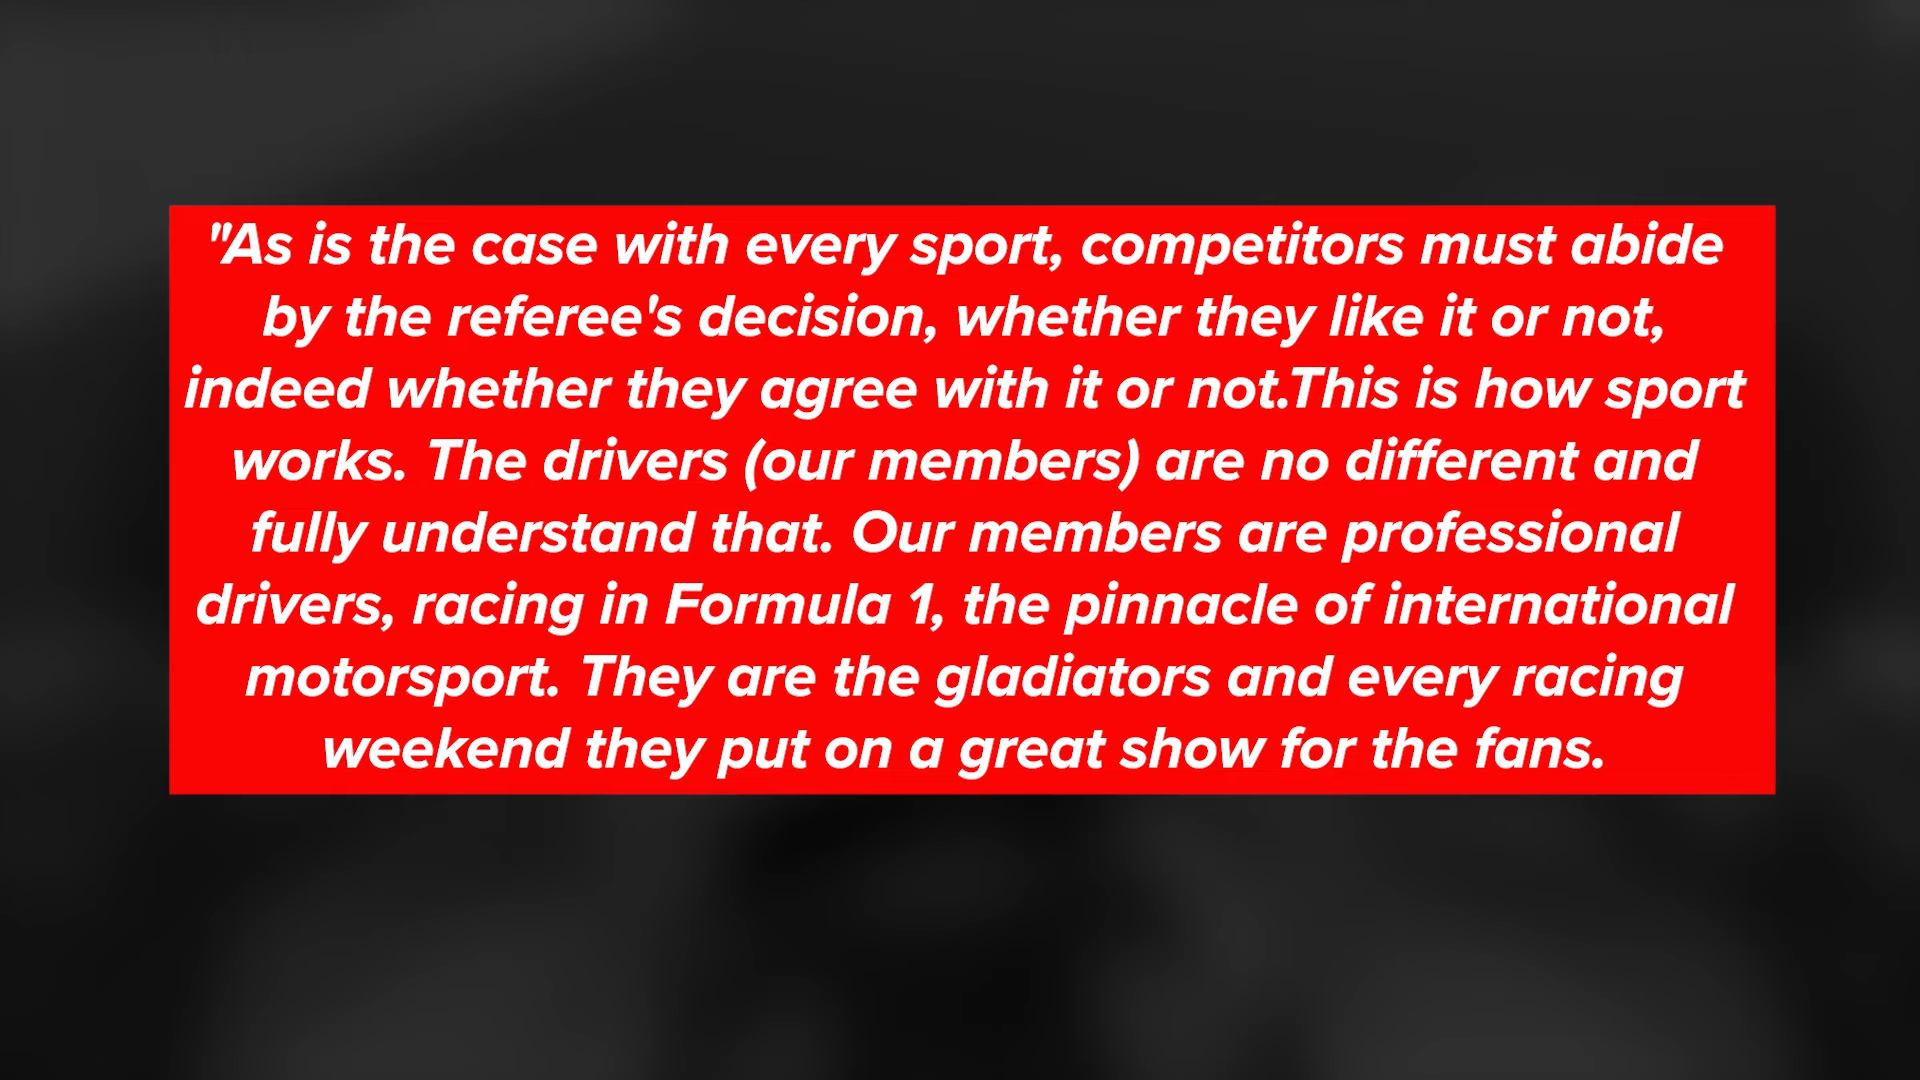 "As is the case with every sport, competitors must abide
by the referee's decision, whether they like it or not,
indeed whether they agree with it or not.This is how sport
works. The drivers (our members) are no different and
fully understand that. Our members are professional
drivers, racing in Formula 1, the pinnacle of international
motorsport. They are the gladiators and every racing
weekend they put on a great show for the fans.